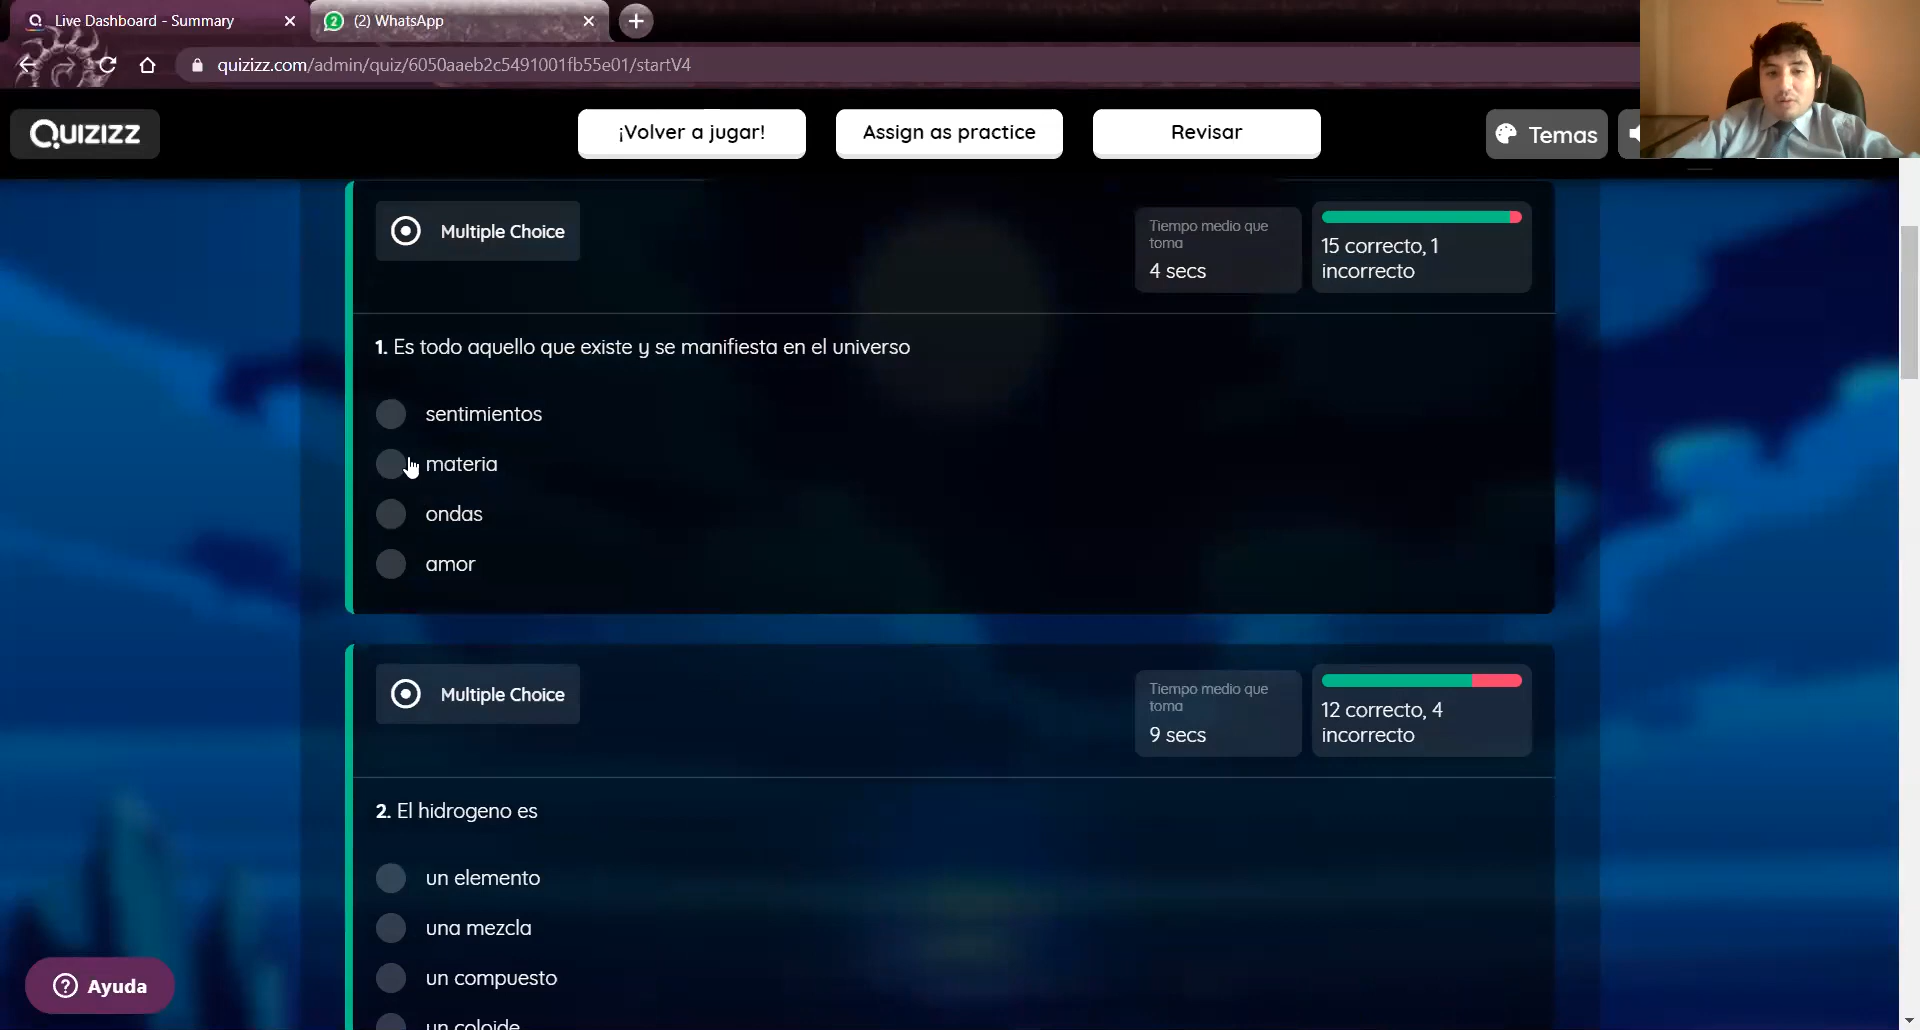 Live Dashboard - Summary
(2) WhatsApp
2
quizizz.com/admin/quiz/6050aaeb2c5491001fb55e01/startV4
QUIZIZZ
¡Volver a jugar!
Assign as practice
Revisar
Temas
Multiple Choice
Tiempo medio que
toma
4 secs
15 correcto, 1
incorrecto
1. Es todo aquello que existe y se manifiesta en el universo
sentimientos
materia
ondas
amor
Multiple Choice
Tiempo medio que
toma
9 secs
12 correcto, 4
incorrecto
2. El hidrogeno es
un elemento
una mezcla
un compuesto
un coloide
Ayuda